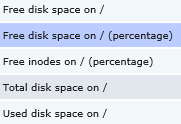 Free disk space on /
Free disk space on / (percentage)
Free inodes on / (percentage)
Total disk space on /
Used disk space on /